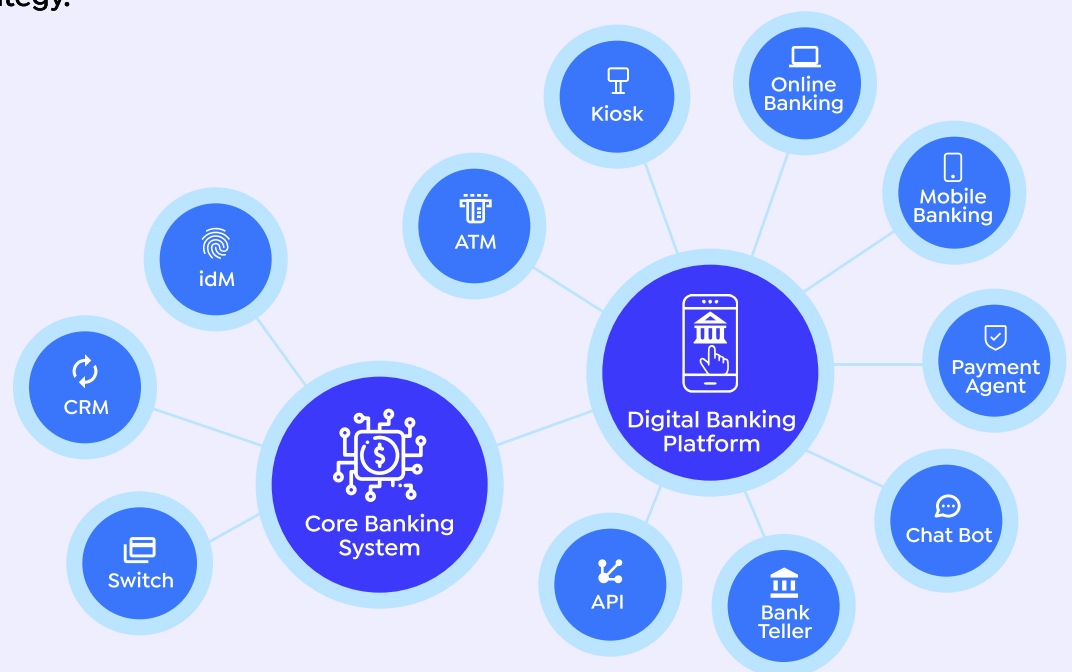 Kiosk
Online
Banking
Mobile
Banking
ATM
idM
Payment
Agent
CRM
Digital Banking
Platform
Core Banking
System
Chat Bot
Switch
API
Bank
Teller